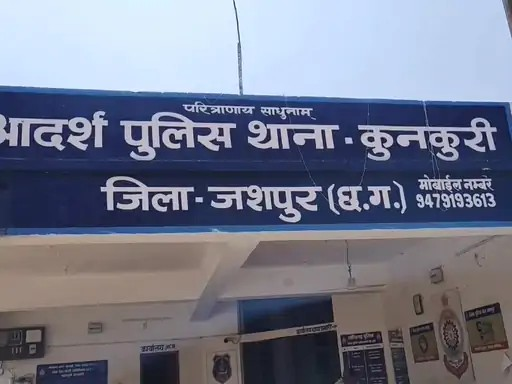 परित्राणाय साधुनाम्
आदर्श पुलिस थाना - कुनकुरी
जिला - जशपुर (छ.ग.)
मोबाईल नम्बर
9479193613